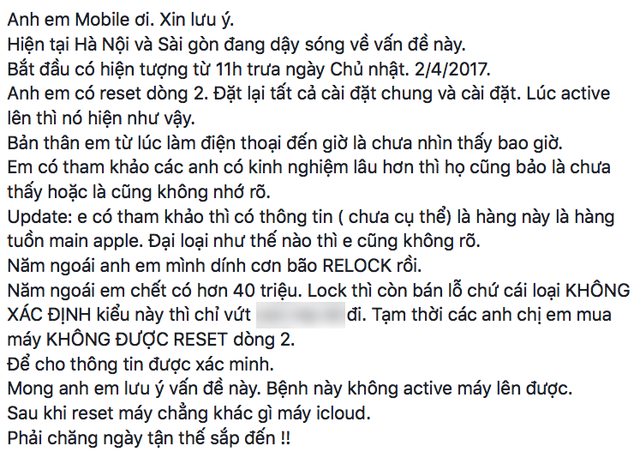 Anh em Mobile ơi. Xin lưu ý.
Hiện tại Hà Nội và Sài gòn đang dậy sóng về vấn đề này.
Bắt đầu có hiện tượng từ 11h trưa ngày Chủ nhật. 2/4/2017.
Anh em có reset dòng 2. Đặt lại tất cả cài đặt chung và cài đặt. Lúc active
lên thì nó hiện như vậy.
Bản thân em từ lúc làm điện thoại đến giờ là chưa nhìn thấy bao giờ.
Em có tham khảo các anh có kinh nghiệm lâu hơn thì họ cũng bảo là chưa
thấy hoặc là cũng không nhớ rõ.
Update: e có tham khảo thì có thông tin ( chưa cụ thể) là hàng này là hàng
tuồn main apple. Đại loại như thế nào thì e cũng không rõ.
Năm ngoái anh em mình dính cơn bão RELOCK rồi.
Năm ngoái em chết có hơn 40 triệu. Lock thì còn bán lỗ chứ cái loại KHÔNG
XÁC ĐỊNH kiểu này thì chỉ vứt đi. Tạm thời các anh chị em mua
máy KHÔNG ĐƯỢC RESET dòng 2.
Để cho thông tin được xác minh.
Mong anh em lưu ý vấn đề này. Bệnh này không active máy lên được.
Sau khi reset máy chẳng khác gì máy icloud.
Phải chăng ngày tận thế sắp đến !!